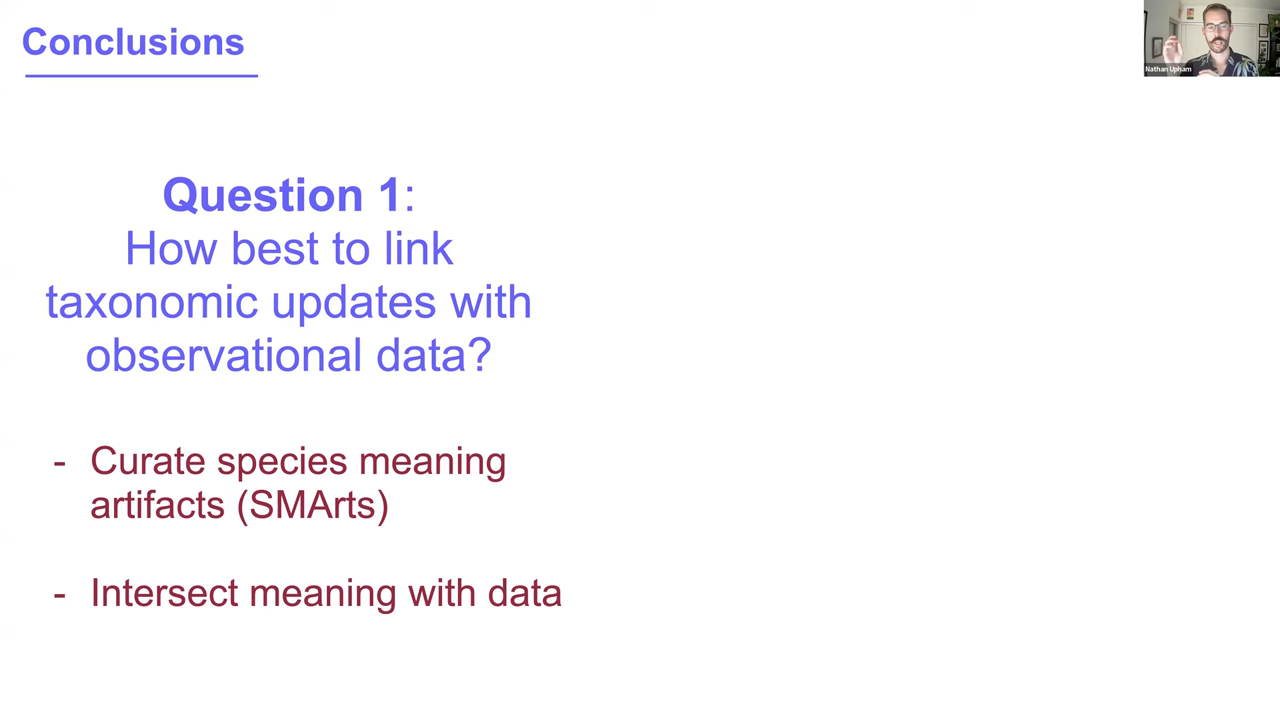 Conclusions
Nathan Upham
Question 1:
How best to link
taxonomic updates with
observational data?
- Curate species meaning
artifacts (SMArts)
- Intersect meaning with data